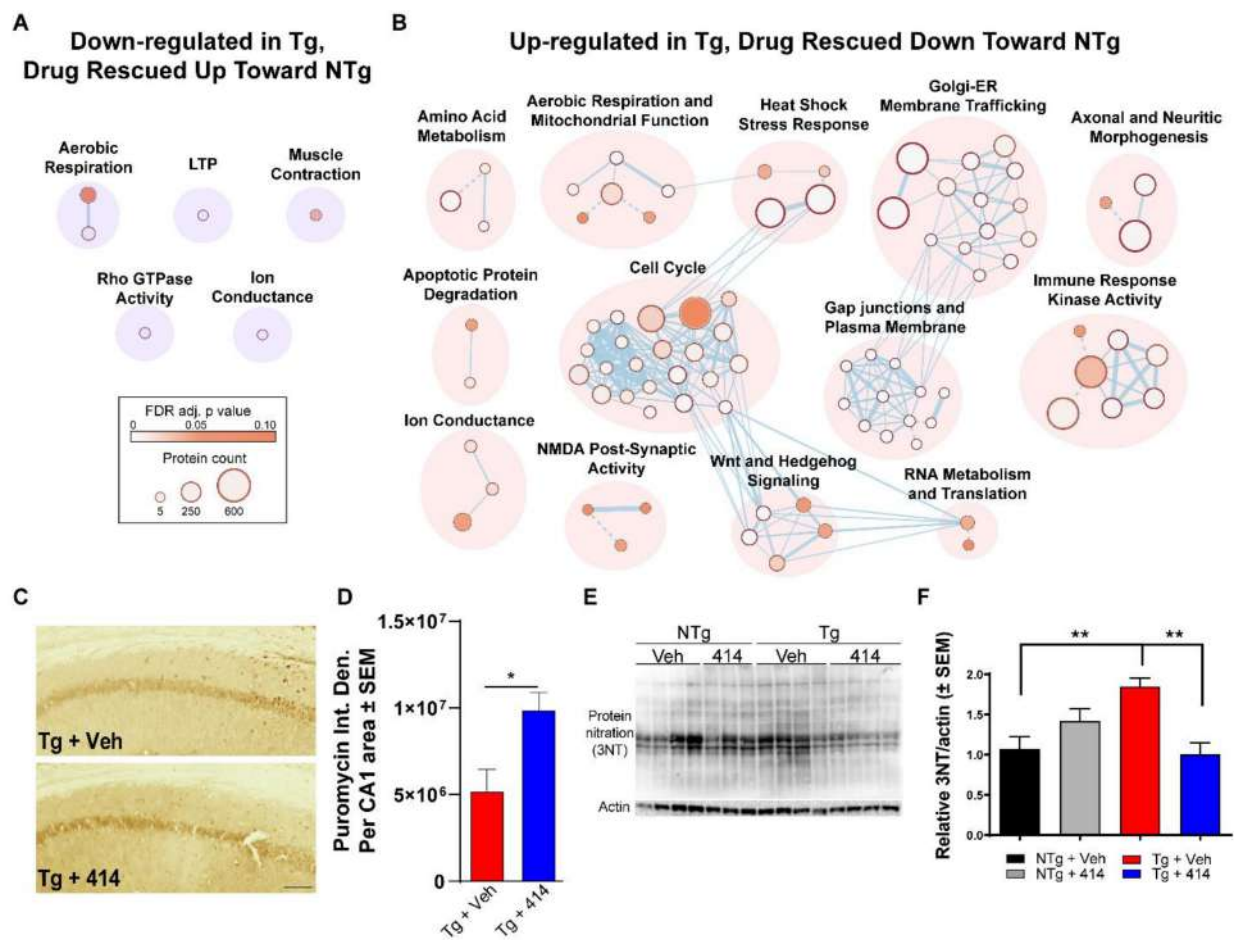 A
Down-regulated in Tg,
Drug Rescued Up Toward NTg
Aerobic
Respiration
LTP
Muscle
Contraction
Rho GTPase
Activity
Ion
Conductance
FDR adj. p value
0 0.05 0.10
Protein count
5 250 600
B
Up-regulated in Tg, Drug Rescued Down Toward NTg
Amino Acid
Metabolism
Aerobic Respiration and
Mitochondrial Function
Heat Shock
Stress Response
Golgi-ER
Membrane Trafficking
Axonal and Neuritic
Morphogenesis
Apoptotic Protein
Degradation
Cell Cycle
Gap junctions and
Plasma Membrane
Immune Response
Kinase Activity
Ion Conductance
NMDA Post-Synaptic
Activity
Wnt and Hedgehog
Signaling
RNA Metabolism
and Translation
C
Tg + Veh
Tg + 414
D
Puromycin Int. Den.
Per CA1 area ± SEM
1.5×10⁷
1×10⁷
5×10⁶
0
*
Tg + Veh
Tg + 414
E
NTg Tg
Veh 414 Veh 414
Protein
nitration
(3NT)
Actin
F
Relative 3NT/actin (± SEM)
2.0
1.5
1.0
0.5
0.0
** **
NTg + Veh Tg + Veh
NTg + 414 Tg + 414